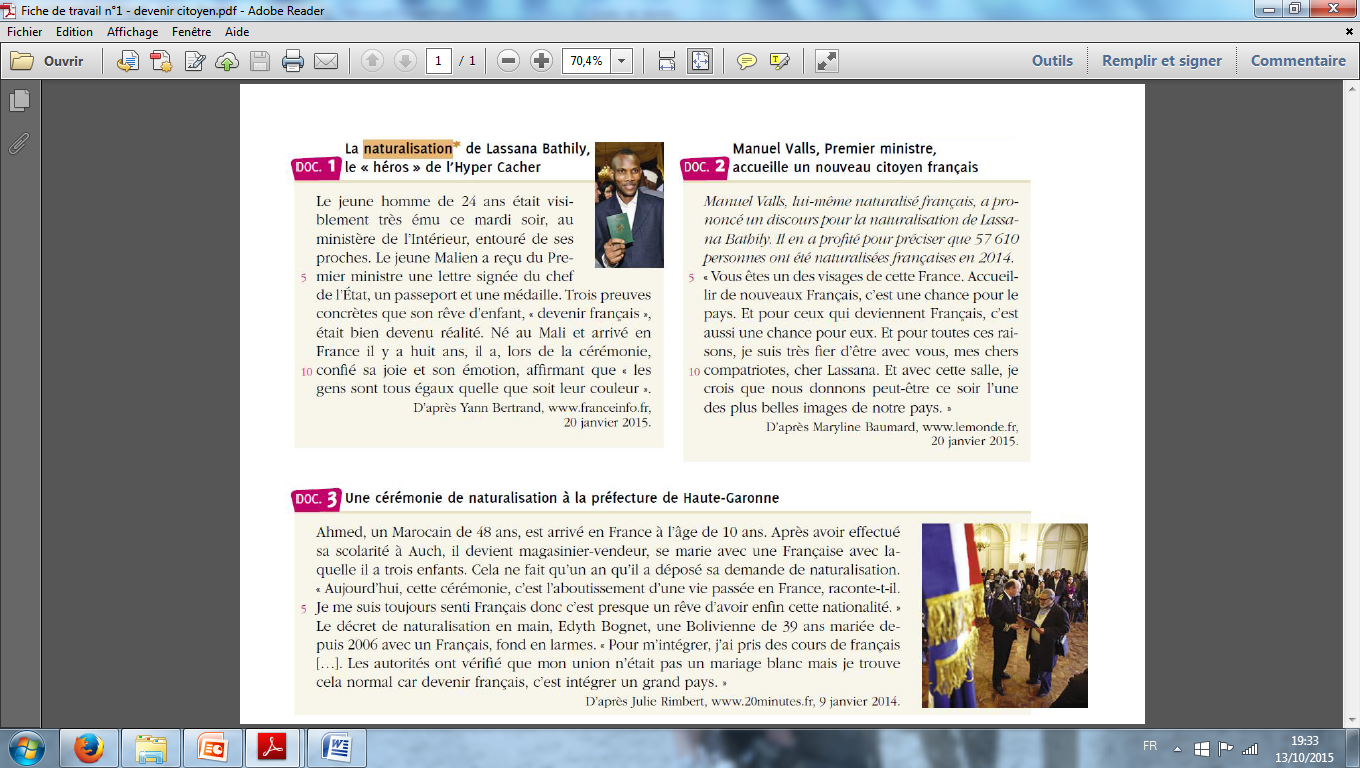 Fiche de travail n°1 - devenir citoyen.pdf - Adobe Reader
Fichier Edition Affichage Fenêtre Aide
Ouvrir 1 / 1 70,4% Outils Remplir et signer Commentaire
La naturalisation* de Lassana Bathily,
DOC. 1 le « héros » de l'Hyper Cacher
Le jeune homme de 24 ans était visi-
blement très ému ce mardi soir, au
ministère de l'Intérieur, entouré de ses
proches. Le jeune Malien a reçu du Pre-
5 mier ministre une lettre signée du chef
de l'État, un passeport et une médaille. Trois preuves
concrètes que son rêve d'enfant, « devenir français »,
était bien devenu réalité. Né au Mali et arrivé en
France il y a huit ans, il a, lors de la cérémonie,
10 confié sa joie et son émotion, affirmant que « les
gens sont tous égaux quelle que soit leur couleur ».
D'après Yann Bertrand, www.franceinfo.fr,
20 janvier 2015.
Manuel Valls, Premier ministre,
DOC. 2 accueille un nouveau citoyen français
Manuel Valls, lui-même naturalisé français, a pro-
noncé un discours pour la naturalisation de Lassa-
na Bathily. Il en a profité pour préciser que 57 610
personnes ont été naturalisées françaises en 2014.
5 « Vous êtes un des visages de cette France. Accueil-
lir de nouveaux Français, c'est une chance pour le
pays. Et pour ceux qui deviennent Français, c'est
aussi une chance pour eux. Et pour toutes ces rai-
sons, je suis très fier d'être avec vous, mes chers
10 compatriotes, cher Lassana. Et avec cette salle, je
crois que nous donnons peut-être ce soir l'une
des plus belles images de notre pays. »
D'après Maryline Baumard, www.lemonde.fr,
20 janvier 2015.
DOC. 3 Une cérémonie de naturalisation à la préfecture de Haute-Garonne
Ahmed, un Marocain de 48 ans, est arrivé en France à l'âge de 10 ans. Après avoir effectué
sa scolarité à Auch, il devient magasinier-vendeur, se marie avec une Française avec la-
quelle il a trois enfants. Cela ne fait qu'un an qu'il a déposé sa demande de naturalisation.
« Aujourd'hui, cette cérémonie, c'est l'aboutissement d'une vie passée en France, raconte-t-il.
5 Je me suis toujours senti Français donc c'est presque un rêve d'avoir enfin cette nationalité. »
Le décret de naturalisation en main, Edyth Bognet, une Bolivienne de 39 ans mariée de-
puis 2006 avec un Français, fond en larmes. « Pour m'intégrer, j'ai pris des cours de français
[…]. Les autorités ont vérifié que mon union n'était pas un mariage blanc mais je trouve
cela normal car devenir français, c'est intégrer un grand pays. »
D'après Julie Rimbert, www.20minutes.fr, 9 janvier 2014.
FR 19:33
13/10/2015